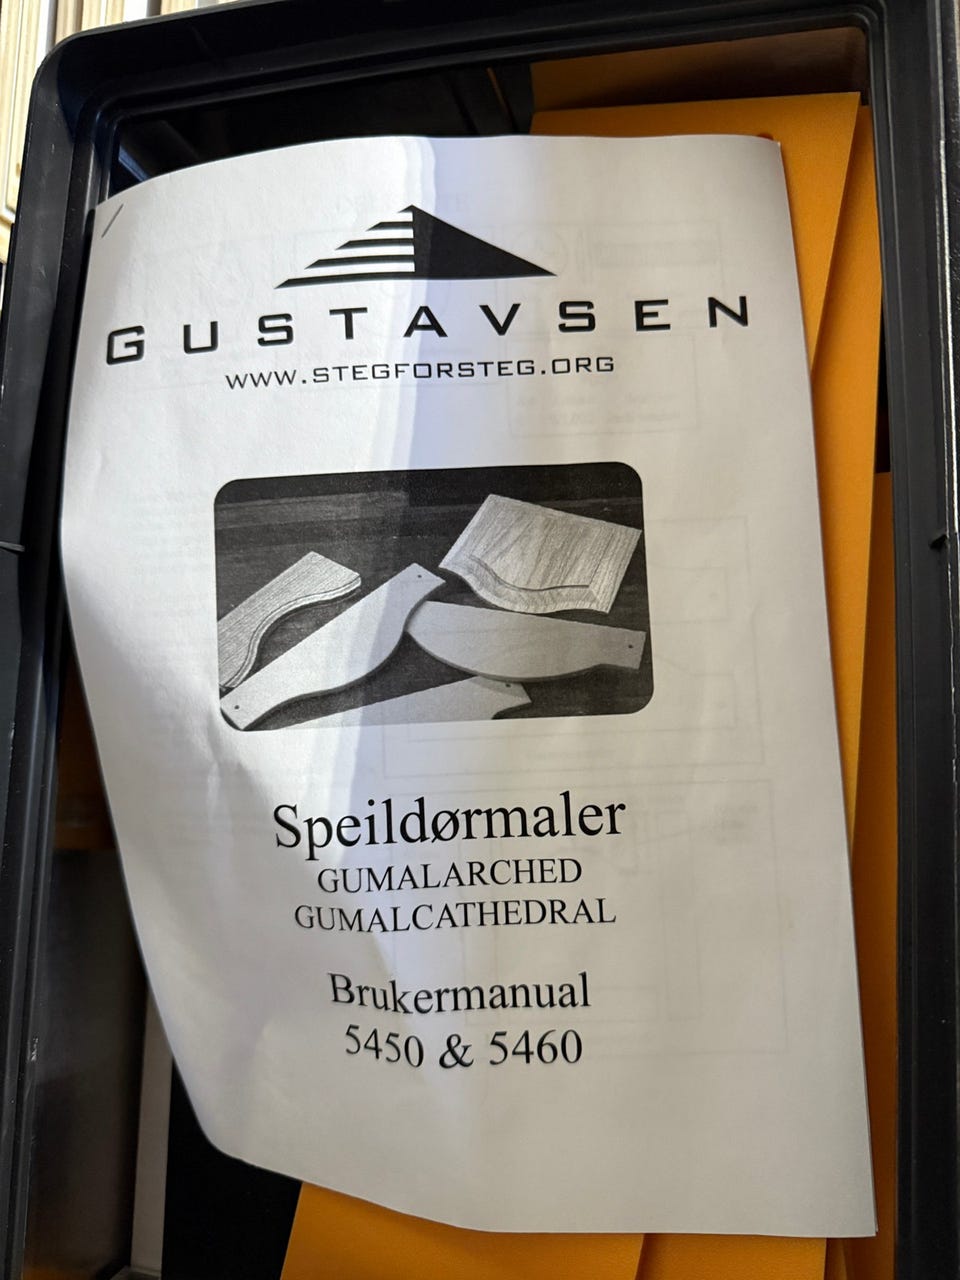 GUSTAVSEN
WWW.STEGFORSTEG.ORG
Speildørmaler
GUMALARCHED
GUMALCATHEDRAL
Brukermanual
5450 & 5460